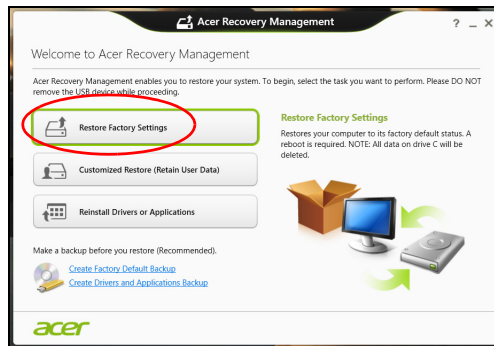 Acer Recovery Management
? _ X
Welcome to Acer Recovery Management
Acer Recovery Management enables you to restore your system. To begin, select the task you want to perform. Please DO NOT
remove the USB device while proceeding.
Restore Factory Settings
Customized Restore (Retain User Data)
Reinstall Drivers or Applications
Restore Factory Settings
Restores your computer to its factory default status. A
reboot is required. NOTE: All data on drive C will be
deleted.
Make a backup before you restore (Recommended).
Create Factory Default Backup
Create Drivers and Applications Backup
acer